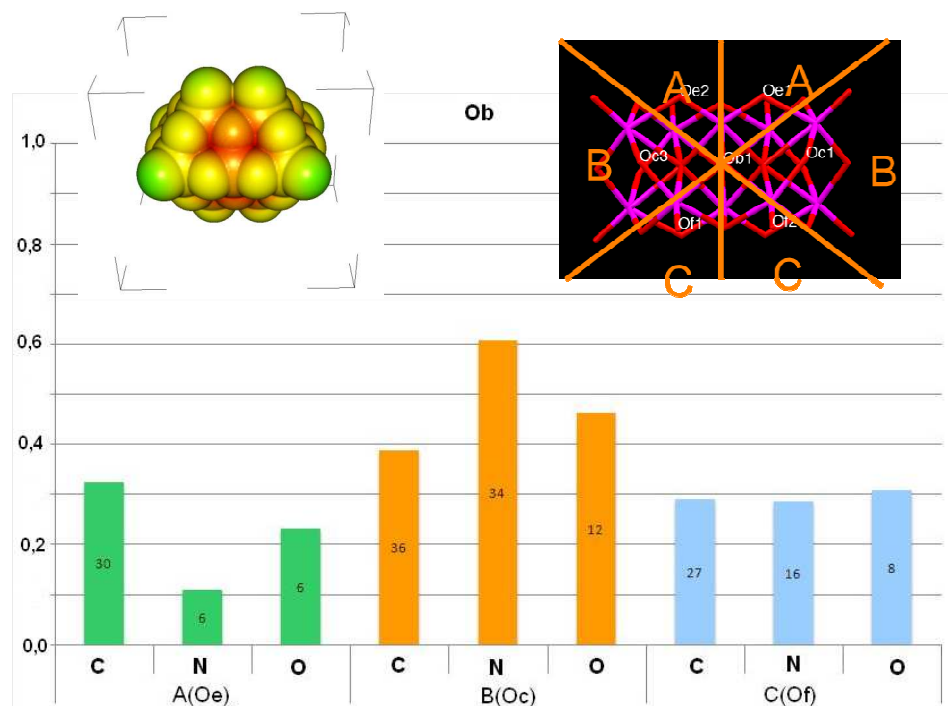 Ob
1,0
0,8
0,6
0,4
0,2
0,0
A A
Oe2 Oe1
B Oc3 Ob1 Oc1 B
Of1 Of2
C C
30 6 6 36 34 12 27 16 8
C N O C N O C N O
A(Oe) B(Oc) C(Of)